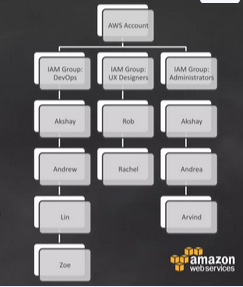 AWS Account
IAM Group:
DevOps
IAM Group:
UX Designers
IAM Group:
Administrators
Akshay
Rob
Akshay
Andrew
Rachel
Andrea
Lin
Arvind
Zoe
amazon
web services